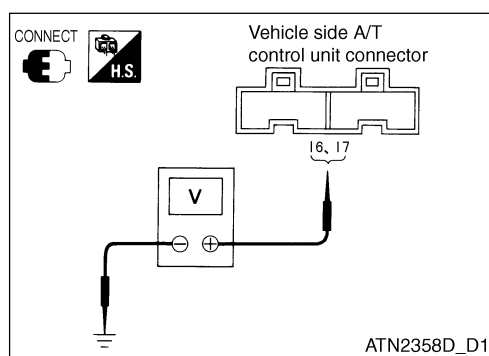 CONNECT
H.S.
Vehicle side A/T
control unit connector
16、17
V
⊖ ⊕
ATN2358D_D1